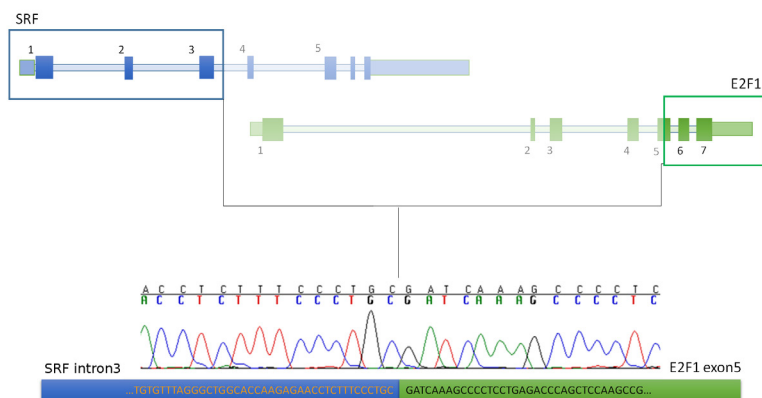 SRF
1 2 3 4 5
E2F1
1 2 3 4 5 6 7
A C C T C T T T C C C T G C G A T C A A A G C C C C T C
A C C T C T T T C C C T G C G A T C A A A G C C C C T C
SRF intron3
E2F1 exon5
...TGTGTTTAGGGCTGGCACCAAGAGAACCTCTTTCCCTGC GATCAAAGCCCCTCCTGAGACCCAGCTCCAAGCCG...